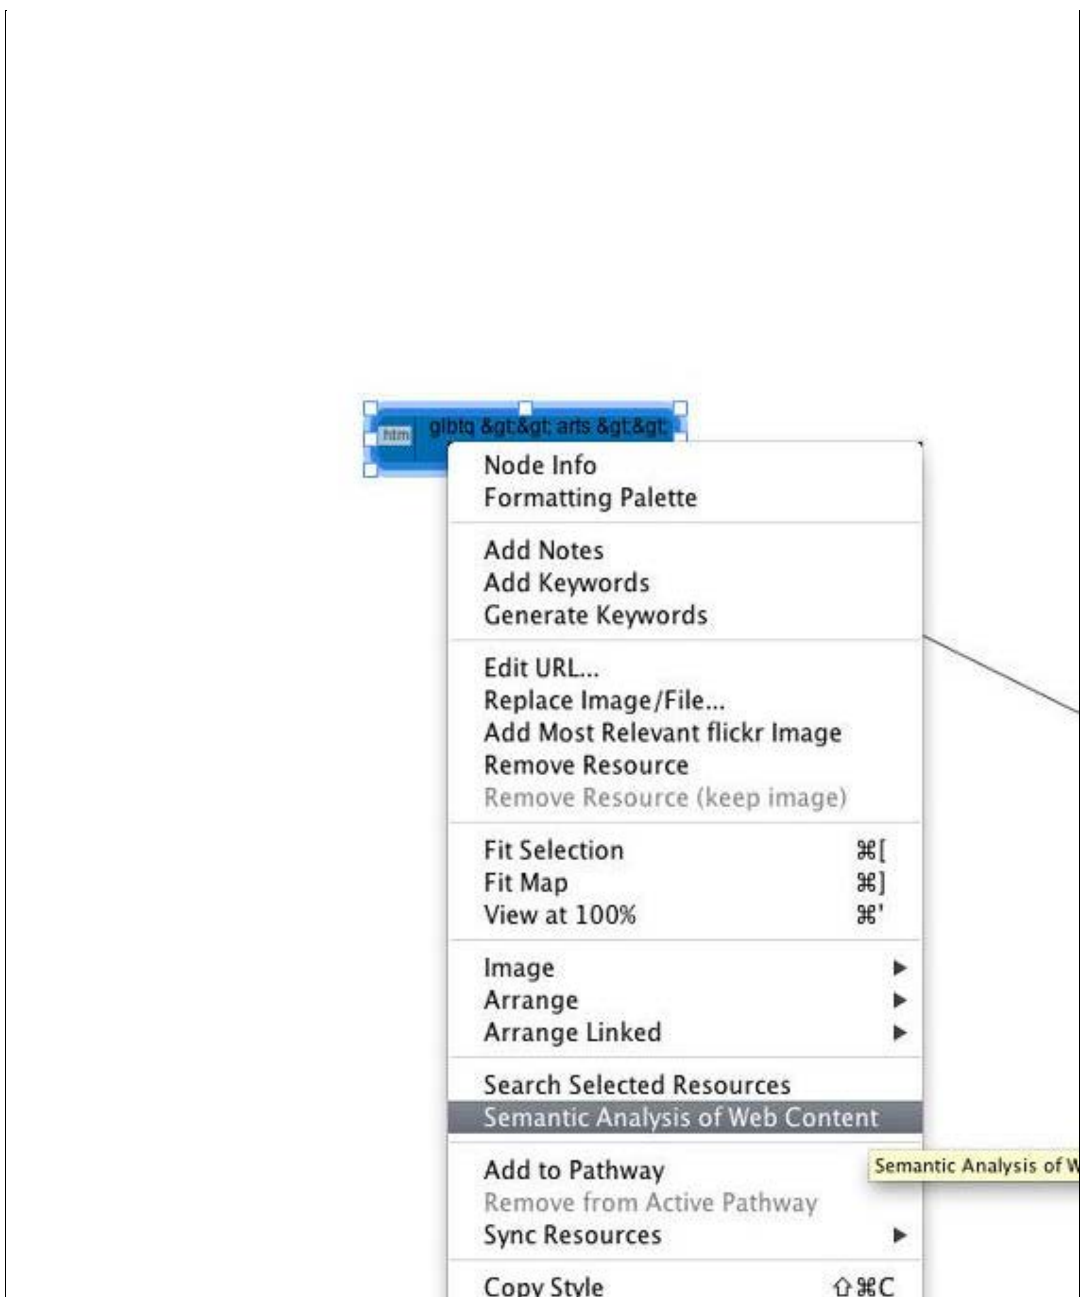 glbtq &gt;&gt; arts &gt;&gt;
htm
Node Info
Formatting Palette
Add Notes
Add Keywords
Generate Keywords
Edit URL...
Replace Image/File...
Add Most Relevant flickr Image
Remove Resource
Remove Resource (keep image)
Fit Selection ⌘[
Fit Map ⌘]
View at 100% ⌘'
Image ▶
Arrange ▶
Arrange Linked ▶
Search Selected Resources
Semantic Analysis of Web Content
Semantic Analysis of W
Add to Pathway
Remove from Active Pathway
Sync Resources ▶
Copy Style ⇧⌘C